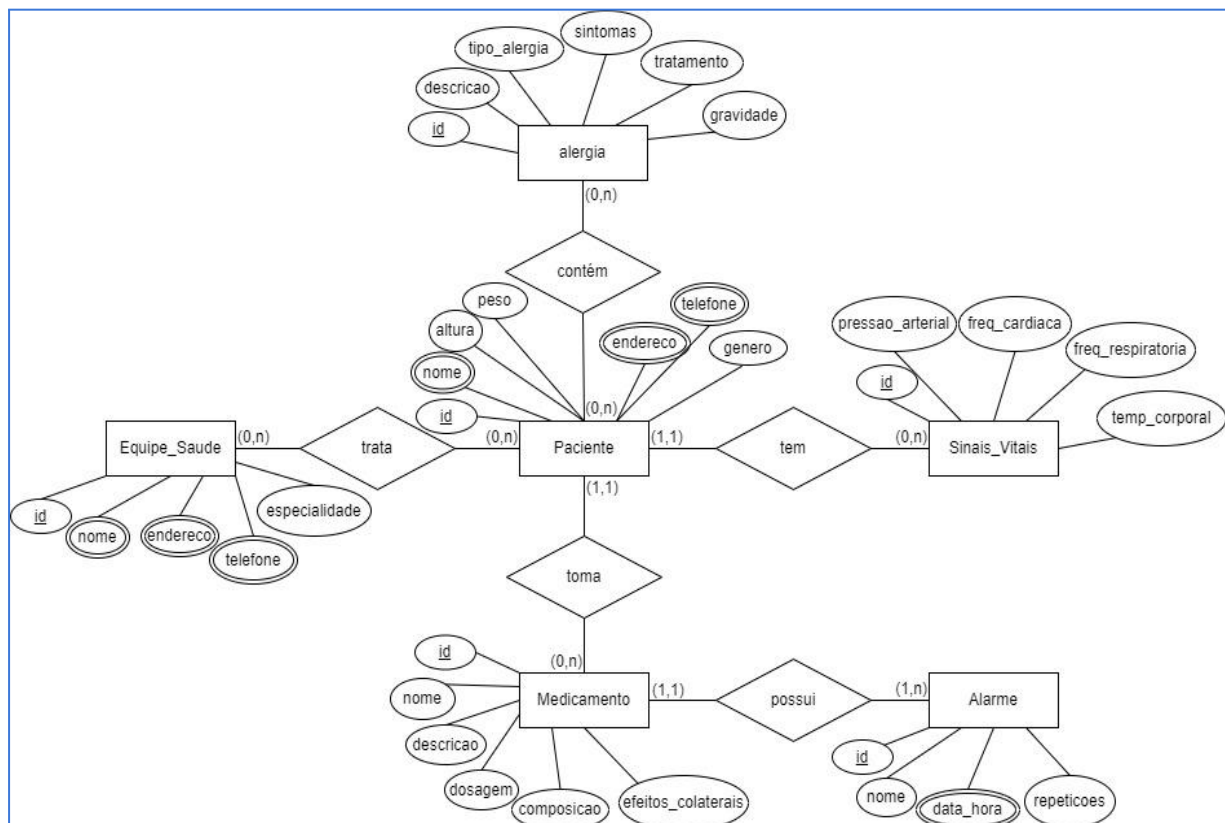 sintomas
tipo_alergia
tratamento
descricao
gravidade
id
alergia
(0,n)
contém
peso
telefone
altura
endereco
pressao_arterial
freq_cardiaca
genero
freq_respiratoria
nome
id
id
temp_corporal
(0,n)
Equipe_Saude
(0,n)
trata
(0,n)
Paciente
(1,1)
tem
(0,n)
Sinais_Vitais
(1,1)
id
nome
endereco
telefone
especialidade
toma
id
(0,n)
nome
Medicamento
(1,1)
possui
(1,n)
Alarme
descricao
id
dosagem
composicao
efeitos_colaterais
nome
data_hora
repeticoes